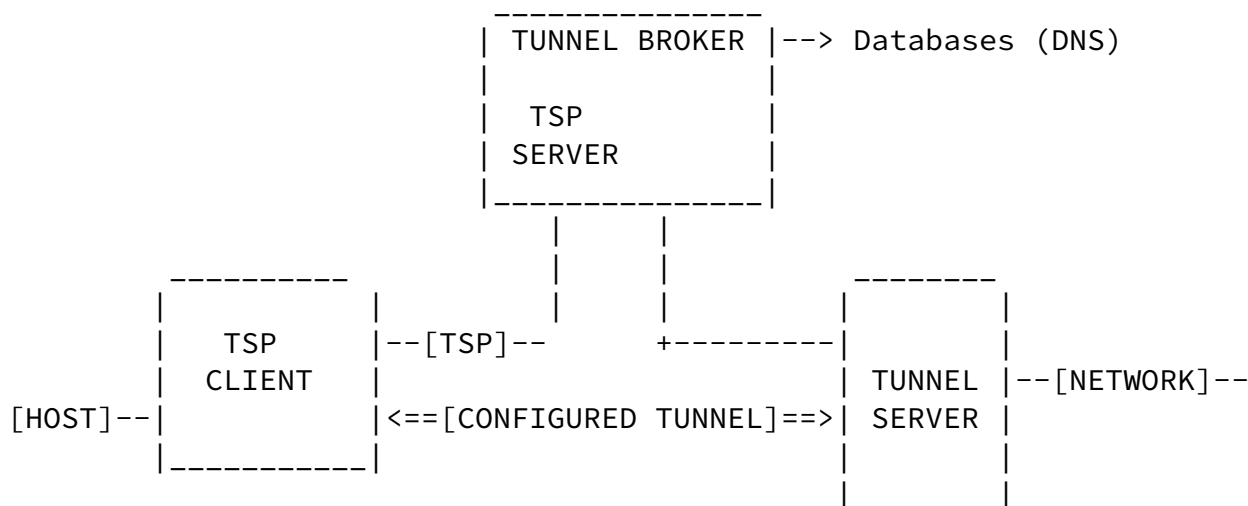 TUNNEL BROKER --> Databases (DNS)
TSP
SERVER
TSP --[TSP]-- +---------
CLIENT TUNNEL --[NETWORK]--
[HOST]-- <==[CONFIGURED TUNNEL]==> SERVER